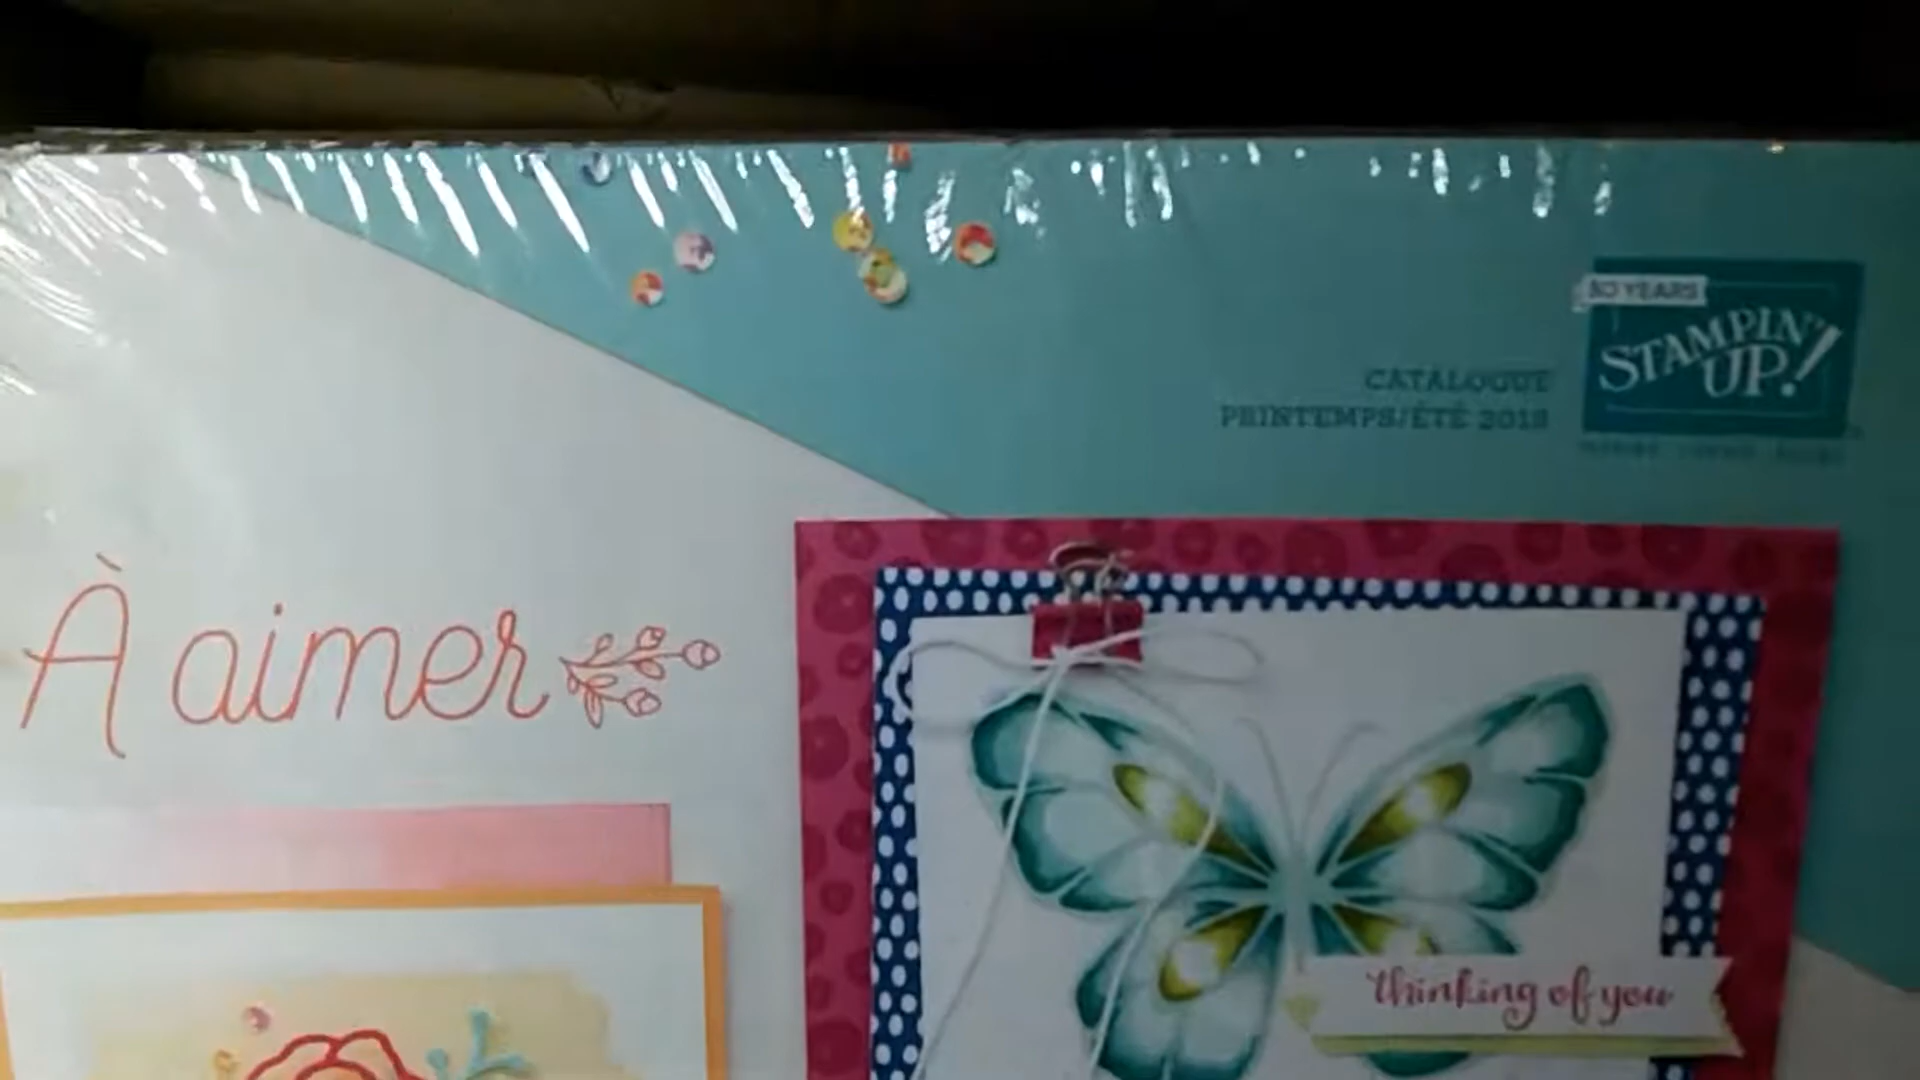 30 YEARS
STAMPIN'
UP!
CATALOGUE
PRINTEMPS/ÉTÉ 2018
À aimer
thinking of you